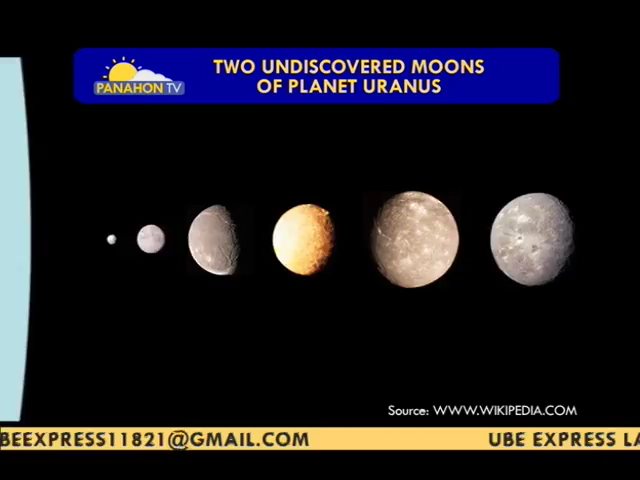 PANAHON TV
TWO UNDISCOVERED MOONS
OF PLANET URANUS
Source: WWW.WIKIPEDIA.COM
BEEXPRESS11821@GMAIL.COM
UBE EXPRESS LA